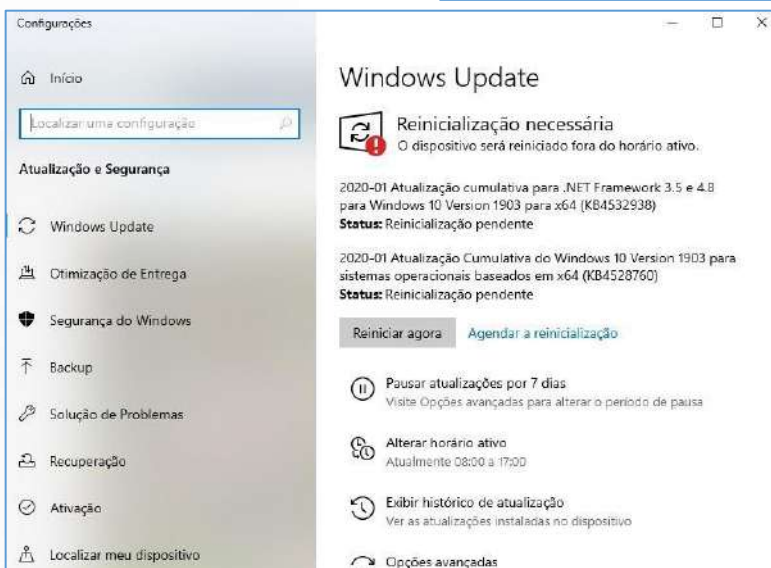 Configurações
Início
Localizar uma configuração
Atualização e Segurança
Windows Update
Otimização de Entrega
Segurança do Windows
Backup
Solução de Problemas
Recuperação
Ativação
Localizar meu dispositivo
Windows Update
Reinicialização necessária
O dispositivo será reiniciado fora do horário ativo.
2020-01 Atualização cumulativa para .NET Framework 3.5 e 4.8
para Windows 10 Version 1903 para x64 (KB4532938)
Status: Reinicialização pendente
2020-01 Atualização Cumulativa do Windows 10 Version 1903 para
sistemas operacionais baseados em x64 (KB4528760)
Status: Reinicialização pendente
Reiniciar agora Agendar a reinicialização
Pausar atualizações por 7 dias
Visite Opções avançadas para alterar o período de pausa
Alterar horário ativo
Atualmente 08:00 a 17:00
Exibir histórico de atualização
Ver as atualizações instaladas no dispositivo
Opções avançadas